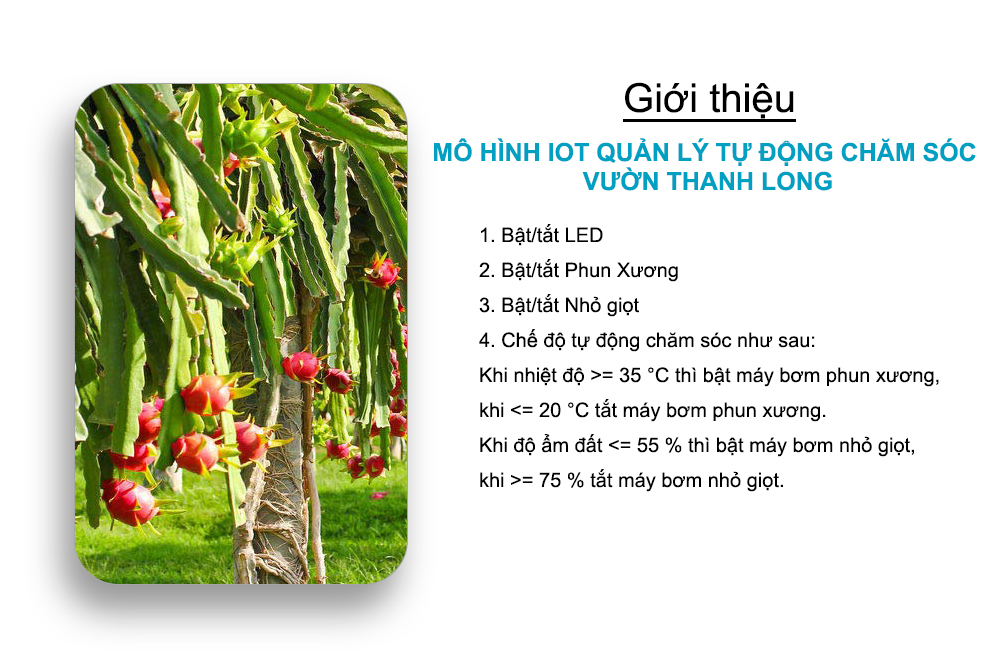 Giới thiệu
MÔ HÌNH IOT QUẢN LÝ TỰ ĐỘNG CHĂM SÓC
VƯỜN THANH LONG
1. Bật/tắt LED
2. Bật/tắt Phun Xương
3. Bật/tắt Nhỏ giọt
4. Chế độ tự động chăm sóc như sau:
Khi nhiệt độ >= 35 °C thì bật máy bơm phun xương,
khi <= 20 °C tắt máy bơm phun xương.
Khi độ ẩm đất <= 55 % thì bật máy bơm nhỏ giọt,
khi >= 75 % tắt máy bơm nhỏ giọt.